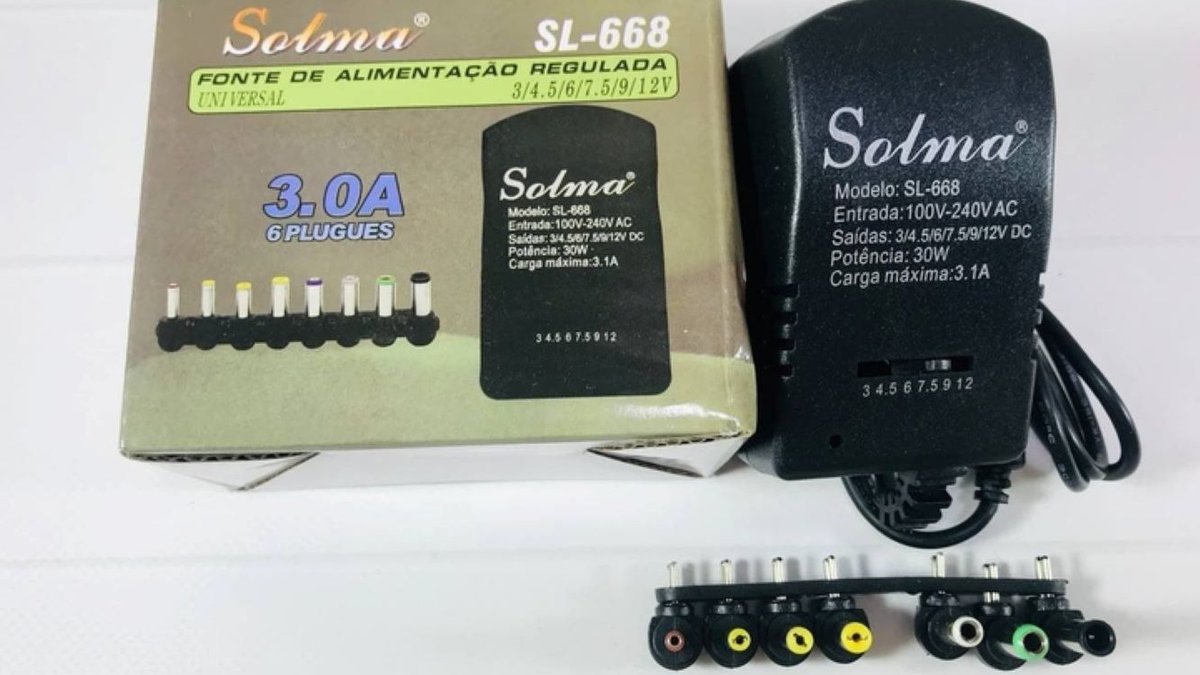 Solma®
SL-668
FONTE DE ALIMENTAÇÃO REGULADA
UNIVERSAL
3/4.5/6/7.5/9/12V
3.0A
6 PLUGUES
Solma®
Modelo: SL-668
Entrada:100V-240V AC
Saídas: 3/4.5/6/7.5/9/12V DC
Potência: 30W
Carga máxima:3.1A
3 4.5 6 7.5 9 12
Solma®
Modelo: SL-668
Entrada:100V-240V AC
Saídas: 3/4.5/6/7.5/9/12V DC
Potência: 30W
Carga máxima:3.1A
3 4.5 6 7.5 9 12